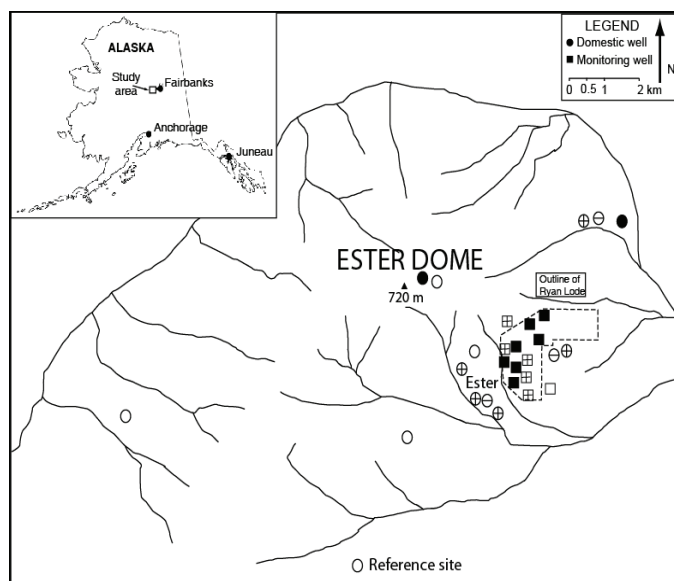 ALASKA
Study
area
Fairbanks
Anchorage
Juneau
LEGEND
Domestic well
Monitoring well
0 0.5 1 2 km
N
ESTER DOME
720 m
Outline of
Ryan Lode
Ester
Reference site